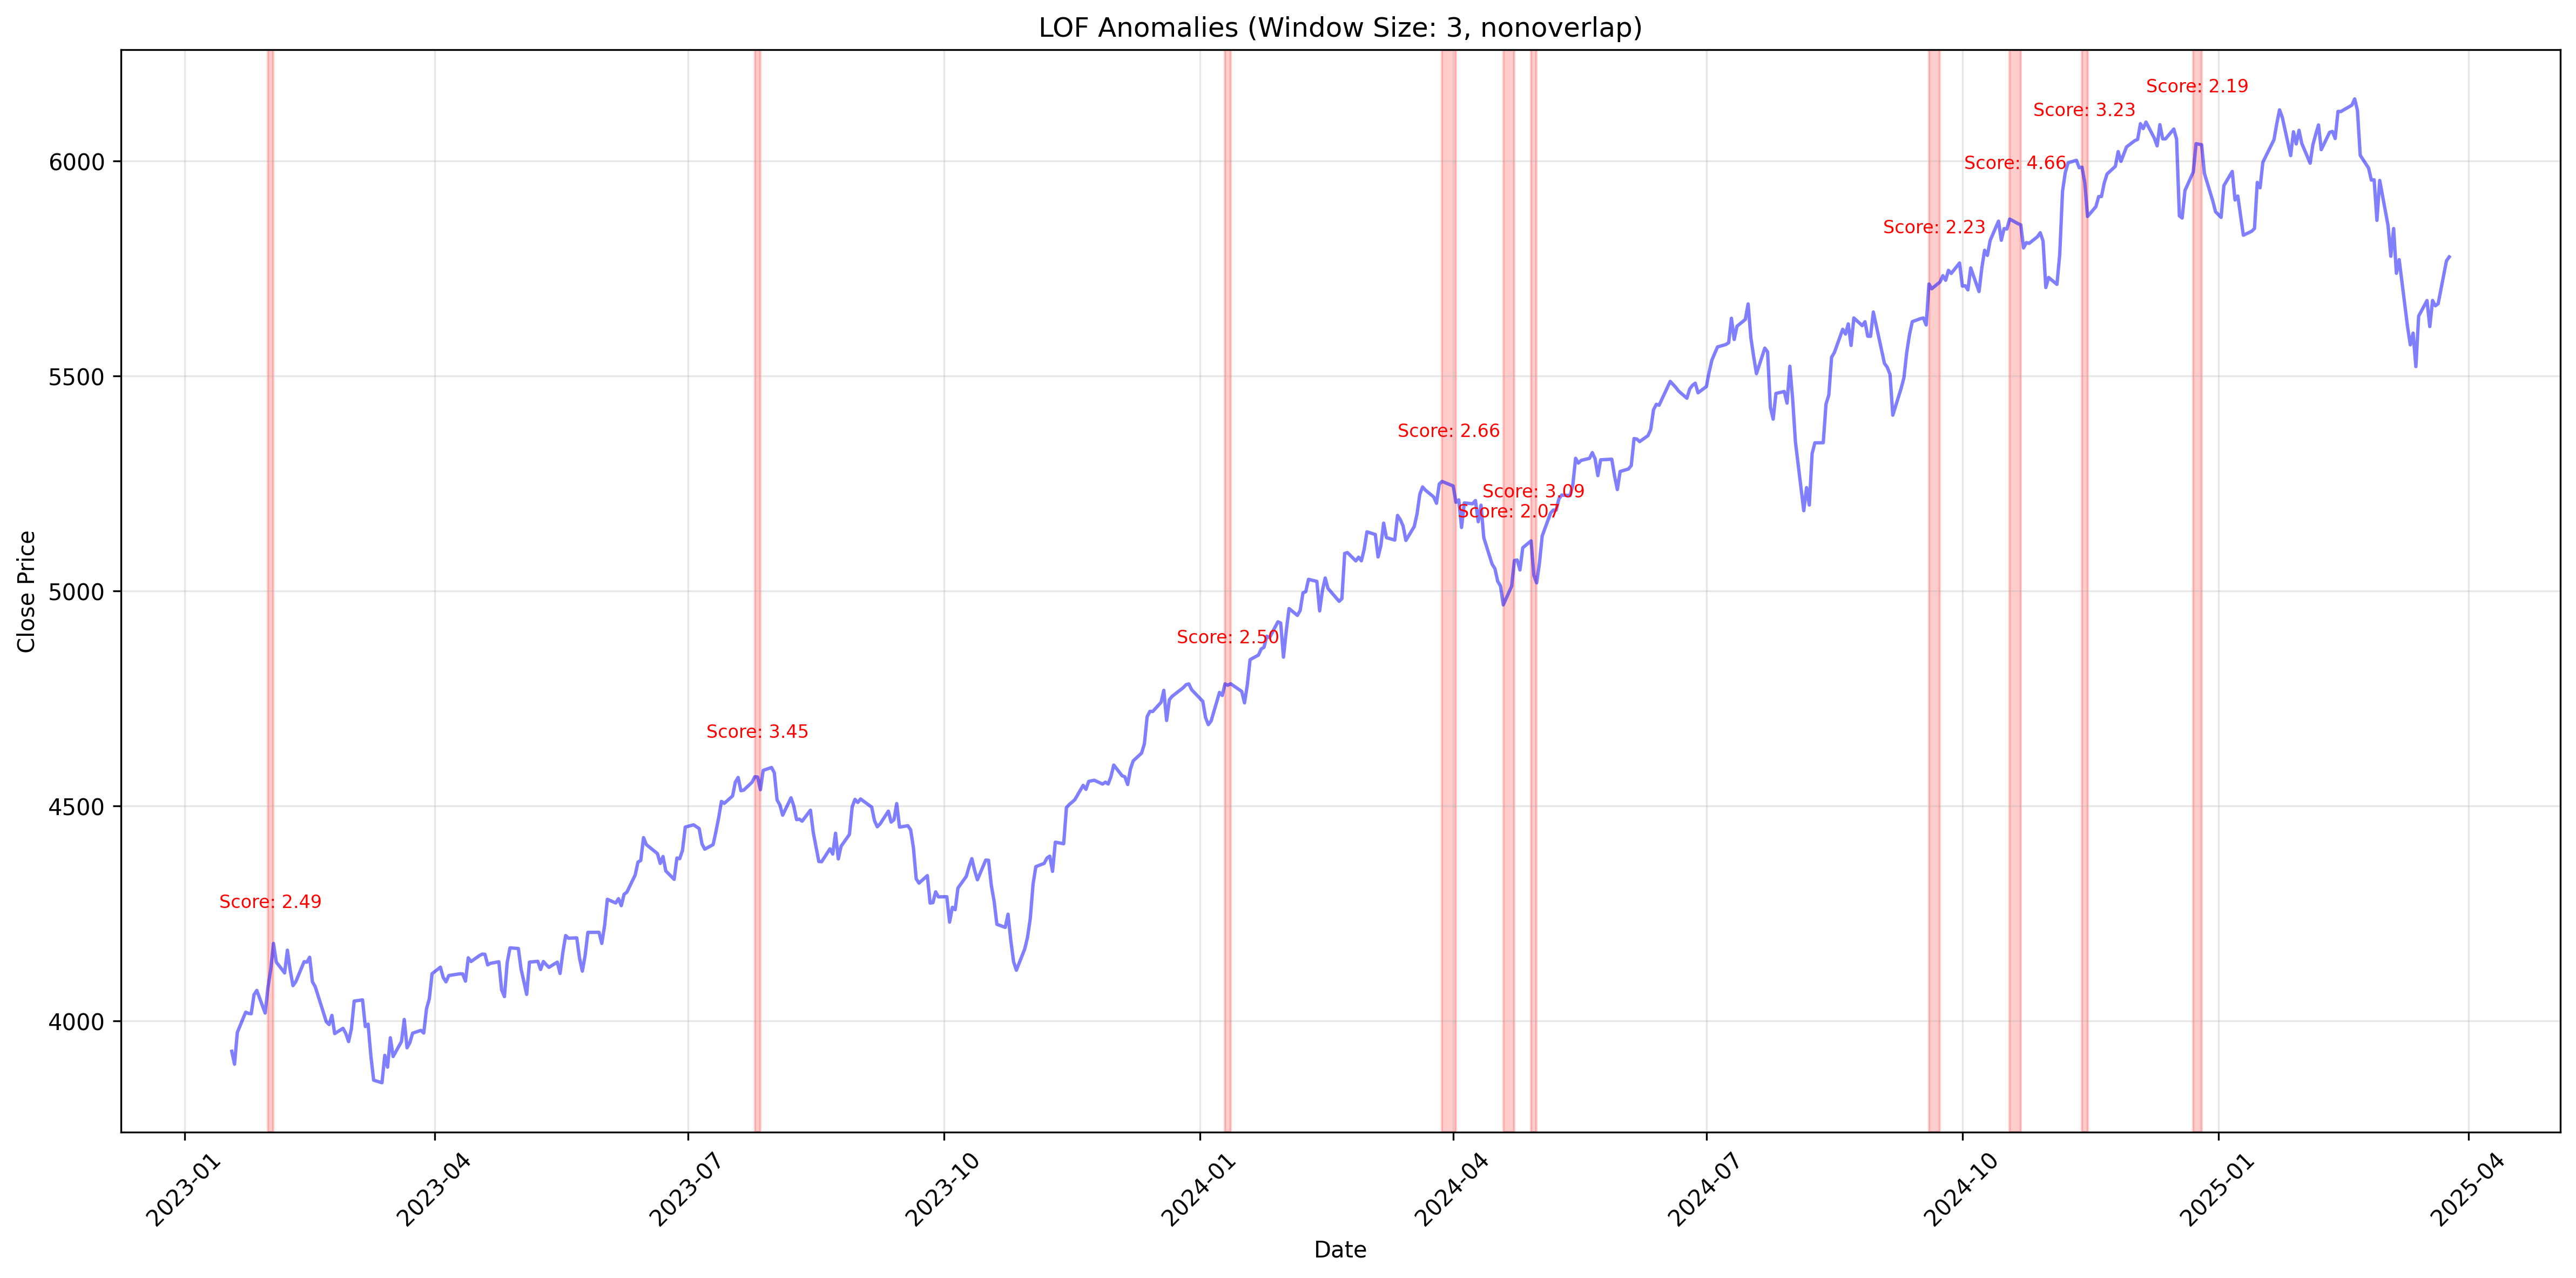 LOF Anomalies (Window Size: 3, nonoverlap)
Score: 2.19
Score: 3.23
Score: 4.66
Score: 2.23
Score: 2.66
Score: 3.09
Score: 2.07
Score: 2.50
Score: 3.45
Score: 2.49
Close Price
6000
5500
5000
4500
4000
2023-01
2023-04
2023-07
2023-10
2024-01
2024-04
2024-07
2024-10
2025-01
2025-04
Date